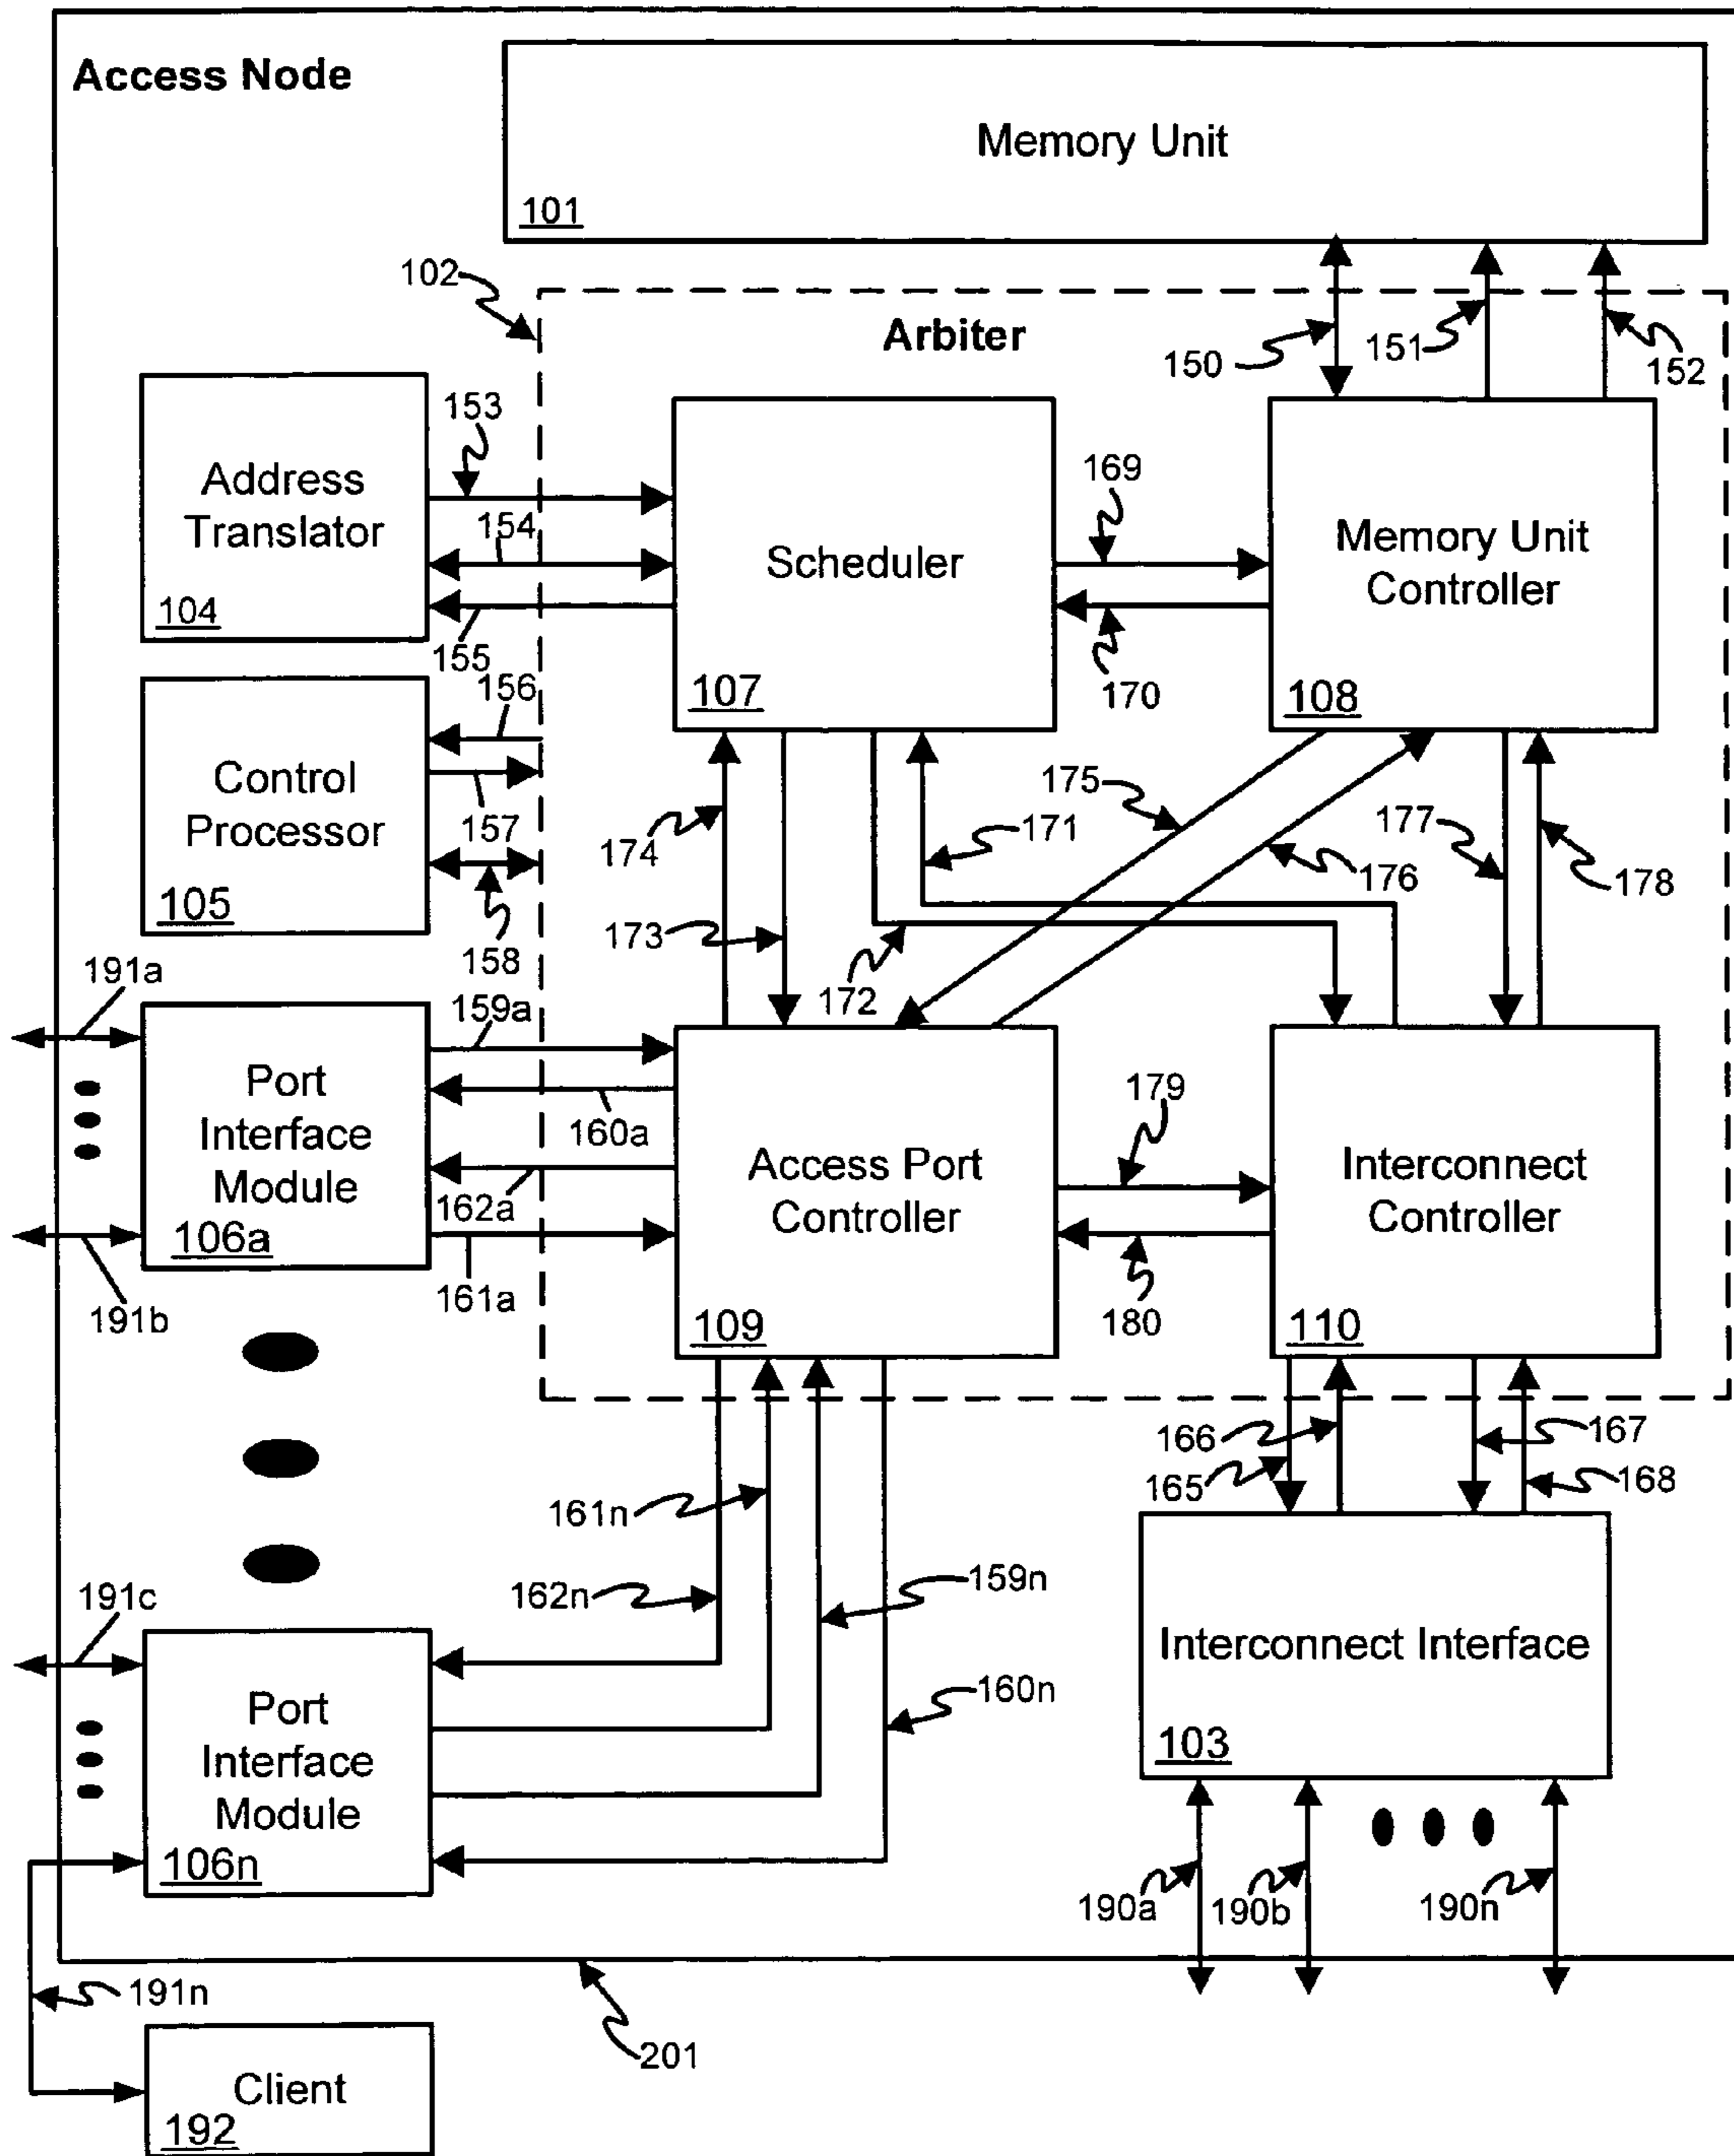 Access Node
Memory Unit
101
102
Arbiter
150
151
152
153
Address
Translator
154
104
155
Scheduler
107
169
170
Memory Unit
Controller
108
156
Control
Processor
157
105
158
174
173
175
171
172
176
177
178
191a
159a
Port
Interface
Module
160a
162a
106a
161a
191b
Access Port
Controller
109
179
180
Interconnect
Controller
110
166
165
167
168
161n
162n
159n
160n
191c
Port
Interface
Module
106n
Interconnect Interface
103
190a
190b
190n
191n
201
Client
192